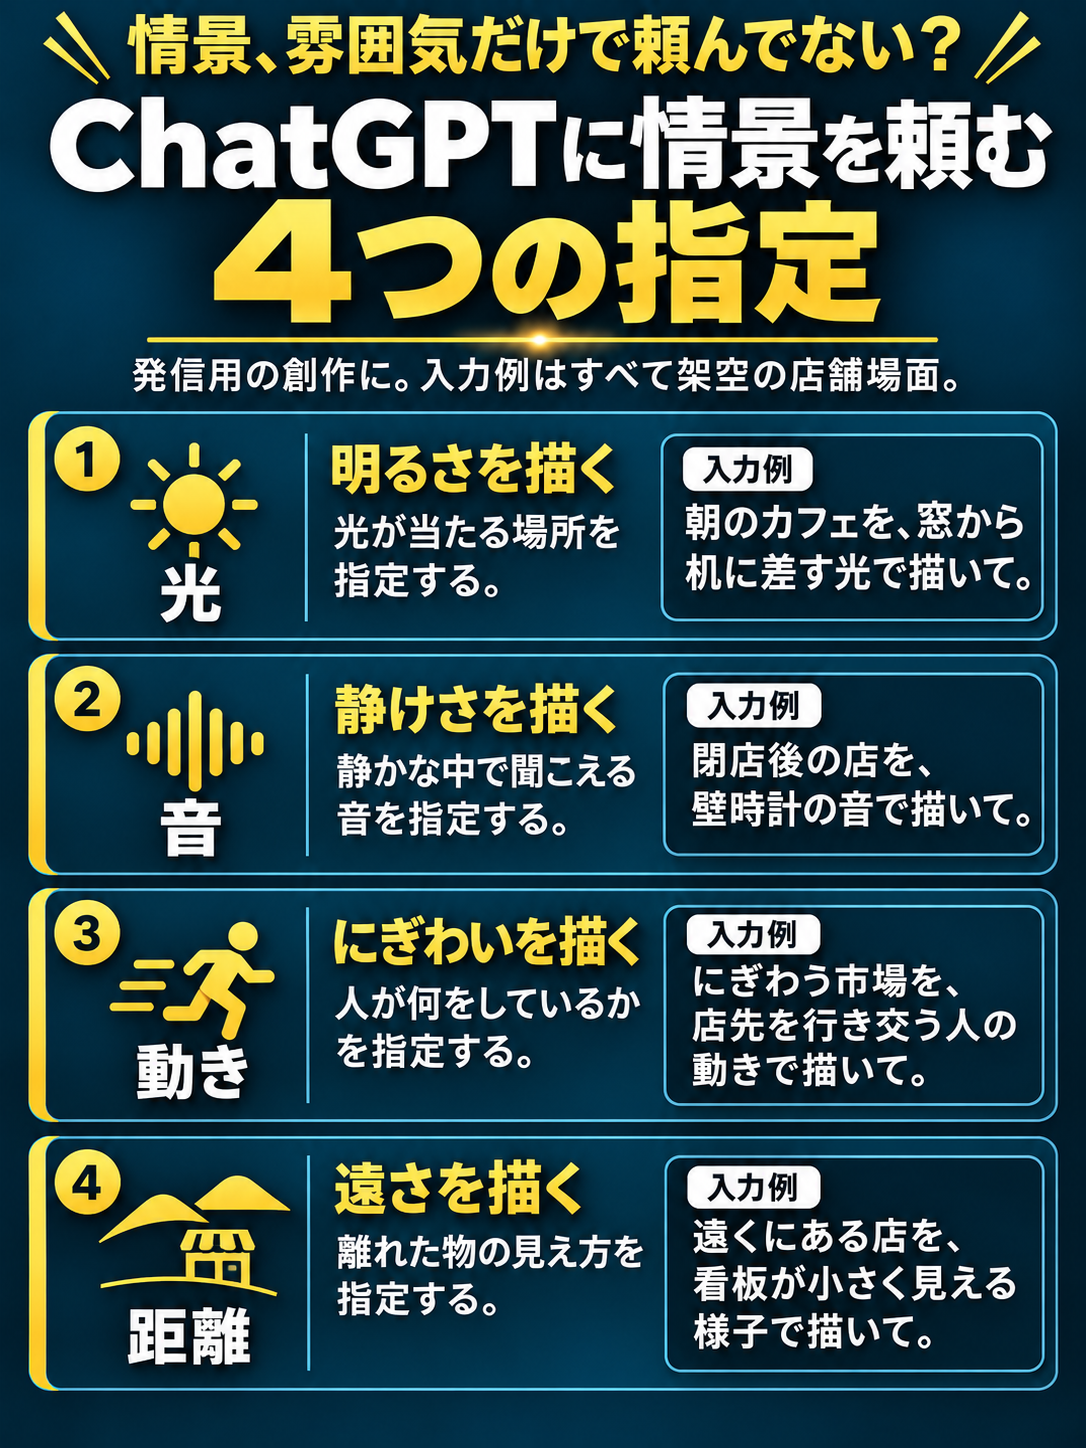 情景、雰囲気だけで頼んでない？
ChatGPTに情景を頼む
4つの指定
発信用の創作に。入力例はすべて架空の店舗場面。
1
光
明るさを描く
光が当たる場所を
指定する。
入力例
朝のカフェを、窓から
机に差す光で描いて。
2
音
静けさを描く
静かな中で聞こえる
音を指定する。
入力例
閉店後の店を、
壁時計の音で描いて。
3
動き
にぎわいを描く
人が何をしているか
を指定する。
入力例
にぎわう市場を、
店先を行き交う人の
動きで描いて。
4
距離
遠さを描く
離れた物の見え方を
指定する。
入力例
遠くにある店を、
看板が小さく見える
様子で描いて。